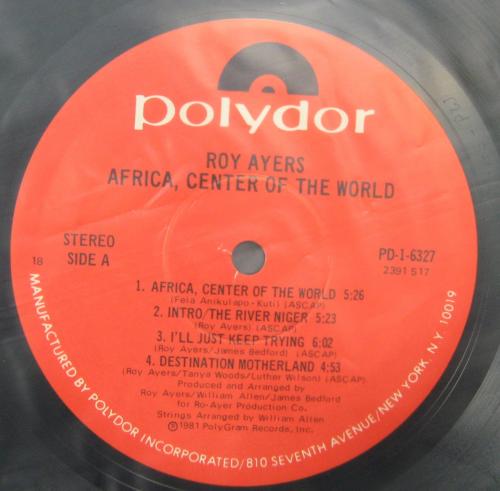 polydor
ROY AYERS
AFRICA, CENTER OF THE WORLD
STEREO
SIDE A
18
PD-1-6327
2391 517
1. AFRICA, CENTER OF THE WORLD 5:26
(Fela Anikulapo-Kuti) (ASCAP)
2. INTRO/THE RIVER NIGER 5:23
(Roy Ayers) (ASCAP)
3. I'LL JUST KEEP TRYING 6:02
(Roy Ayers/James Bedford) (ASCAP)
4. DESTINATION MOTHERLAND 4:53
(Roy Ayers/Tanya Woods/Luther Wilson) (ASCAP)
Produced and Arranged by
Roy Ayers/William Allen/James Bedford
for Ro-Ayer Production Co.
Strings Arranged by William Allen
℗1981 PolyGram Records, Inc.
MANUFACTURED BY POLYDOR INCORPORATED/810 SEVENTH AVENUE/NEW YORK, N.Y. 10019